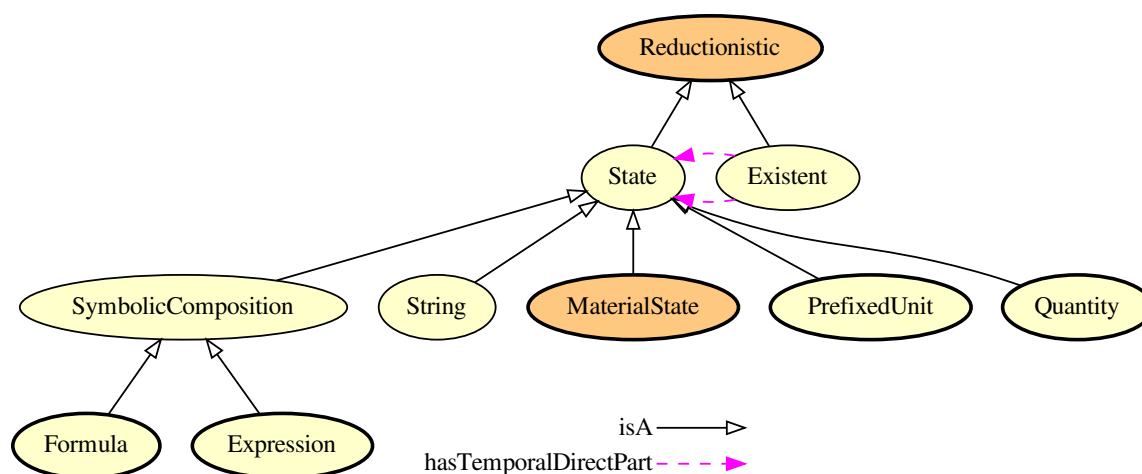 Reductionistic
State
Existent
SymbolicComposition
String
MaterialState
PrefixedUnit
Quantity
Formula
Expression
isA
hasTemporalDirectPart